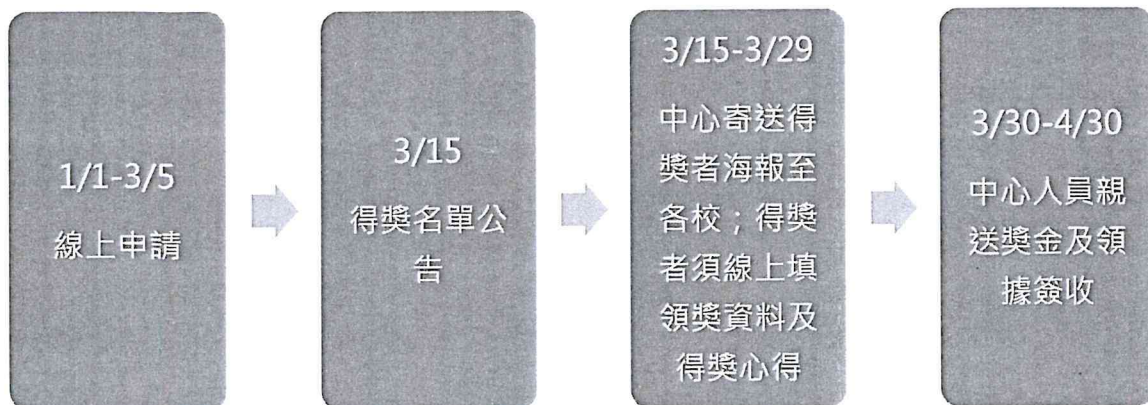 1/1-3/5
線上申請
3/15
得獎名單公
告
3/15-3/29
中心寄送得
獎者海報至
各校；得獎
者須線上填
領獎資料及
得獎心得
3/30-4/30
中心人員親
送獎金及領
據簽收